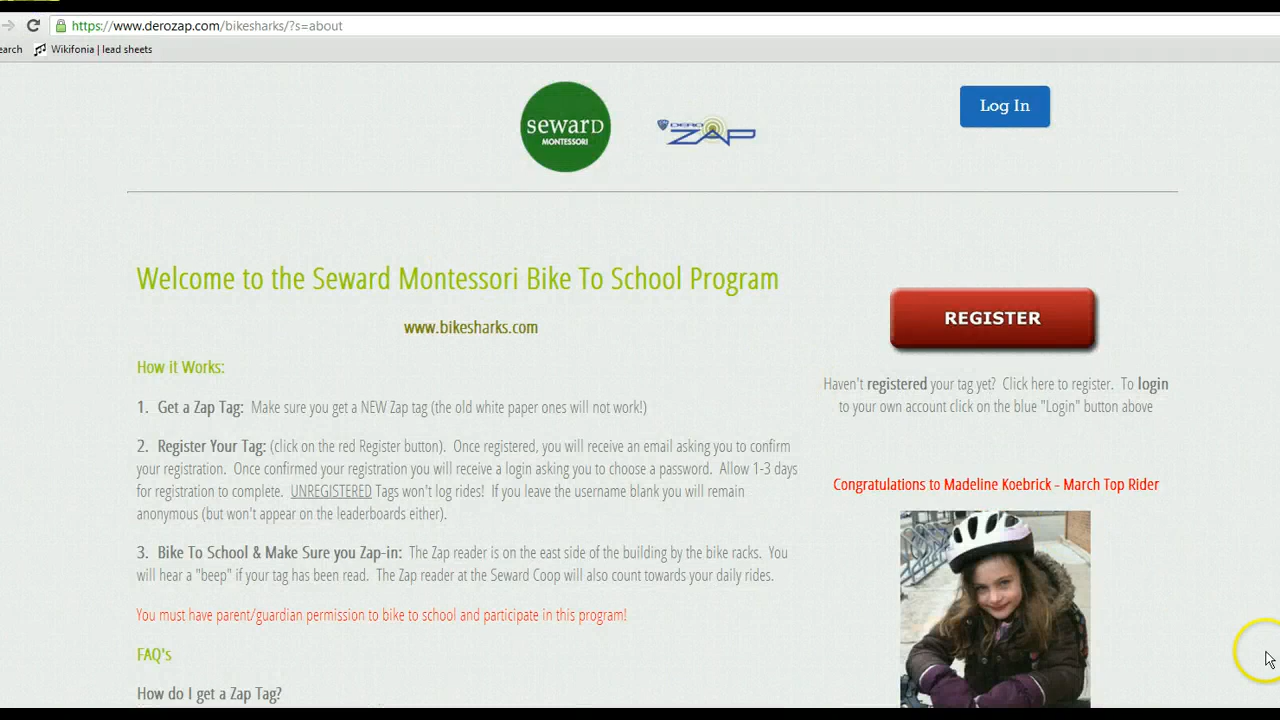 https://www.derozap.com/bikesharks/?s=about
earch Wikifonia | lead sheets
seward
MONTESSORI
DERO
ZAP
Log In
Welcome to the Seward Montessori Bike To School Program
www.bikesharks.com
How it Works:
1. Get a Zap Tag: Make sure you get a NEW Zap tag (the old white paper ones will not work!)
2. Register Your Tag: (click on the red Register button). Once registered, you will receive an email asking you to confirm
your registration. Once confirmed your registration you will receive a login asking you to choose a password. Allow 1-3 days
for registration to complete. UNREGISTERED Tags won't log rides! If you leave the username blank you will remain
anonymous (but won't appear on the leaderboards either).
3. Bike To School & Make Sure you Zap-in: The Zap reader is on the east side of the building by the bike racks. You
will hear a "beep" if your tag has been read. The Zap reader at the Seward Coop will also count towards your daily rides.
You must have parent/guardian permission to bike to school and participate in this program!
FAQ's
How do I get a Zap Tag?
REGISTER
Haven't registered your tag yet? Click here to register. To login
to your own account click on the blue "Login" button above
Congratulations to Madeline Koebrick - March Top Rider